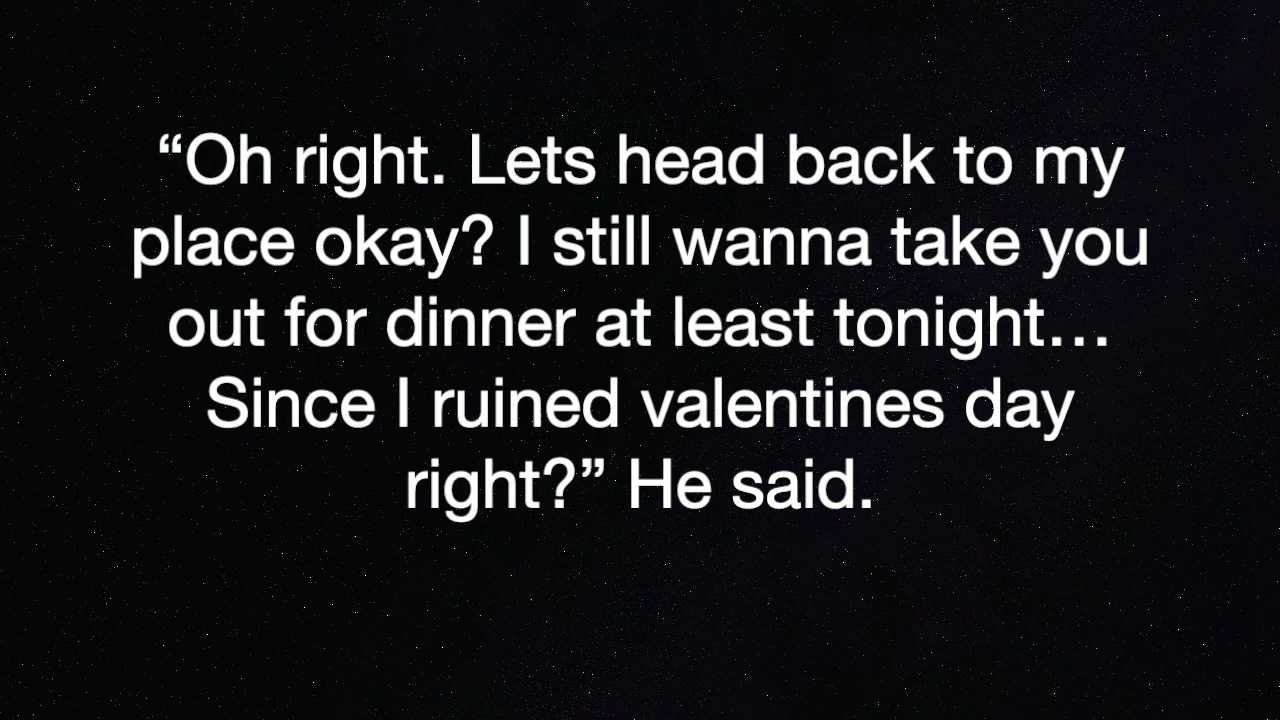 “Oh right. Lets head back to my
place okay? I still wanna take you
out for dinner at least tonight…
Since I ruined valentines day
right?” He said.